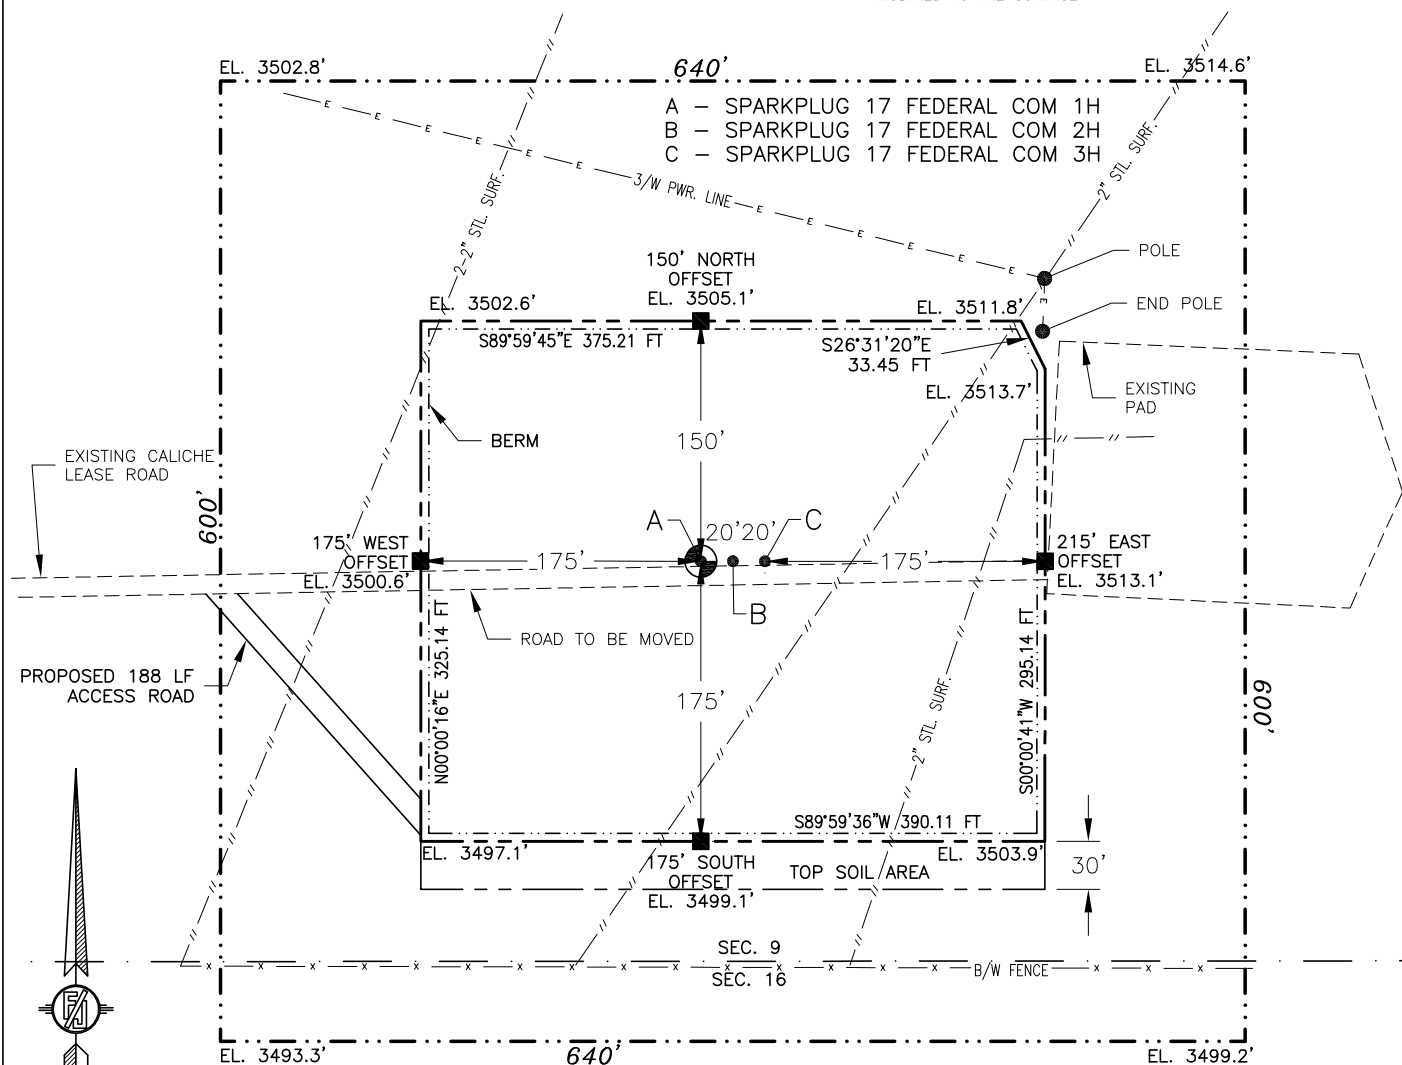 EL. 3502.8'
640'
EL. 3514.6'
A – SPARKPLUG 17 FEDERAL COM 1H
B – SPARKPLUG 17 FEDERAL COM 2H
C – SPARKPLUG 17 FEDERAL COM 3H
2" STL. SURF.
2-2" STL. SURF.
E E E E E E E E E E
3/W PWR. LINE
POLE
150' NORTH
OFFSET
EL. 3505.1'
EL. 3502.6'
EL. 3511.8'
END POLE
S89°59'45"E 375.21 FT
S26°31'20"E
33.45 FT
EL. 3513.7'
EXISTING
PAD
BERM
150'
EXISTING CALICHE
LEASE ROAD
600'
A
20'20'
C
175' WEST
OFFSET
EL. 3500.6'
175'
175'
215' EAST
OFFSET
EL. 3513.1'
B
ROAD TO BE MOVED
N00°00'16"E 325.14 FT
S00°00'41"W 295.14 FT
PROPOSED 188 LF
ACCESS ROAD
175'
2" STL. SURF.
600'
S89°59'36"W 390.11 FT
EL. 3497.1'
EL. 3503.9'
175' SOUTH
OFFSET
EL. 3499.1'
TOP SOIL AREA
30'
SEC. 9
SEC. 16
B/W FENCE
EL. 3493.3'
640'
EL. 3499.2'